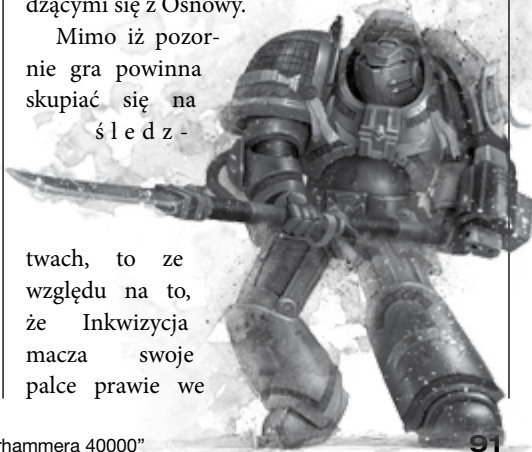 dzącymi się z Osnowy.
Mimo iż pozor-
nie gra powinna
skupiać się na
śledz-
twach, to ze
względu na to,
że Inkwizycja
macza swoje
palce prawie we
rhammera 40000”
91